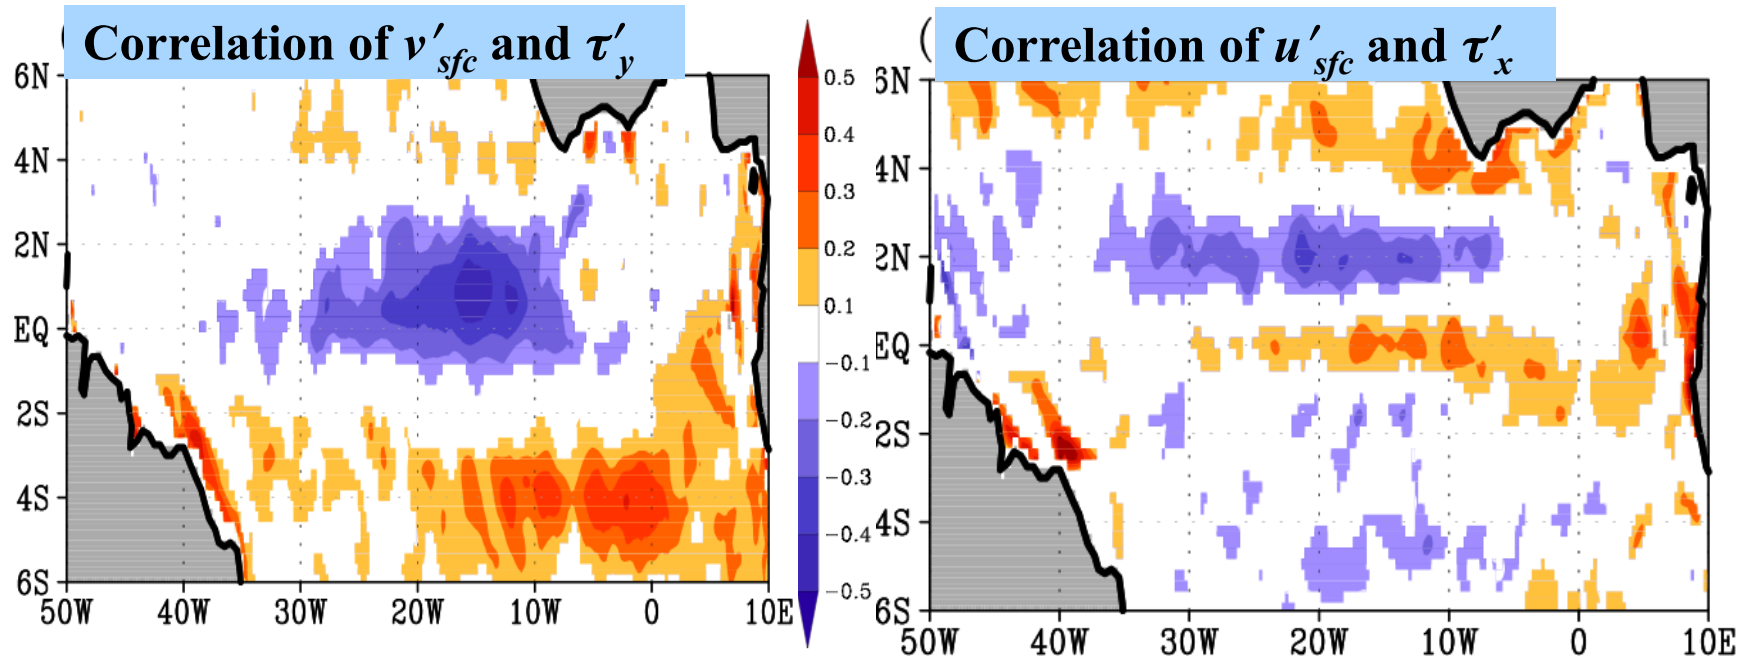 Correlation of v′sfc and τ′y
Correlation of u′sfc and τ′x
(
6N
4N
2N
EQ
2S
4S
6S
50W 40W 30W 20W 10W 0 10E
0.5
0.4
0.3
0.2
0.1
-0.1
-0.2
-0.3
-0.4
-0.5
6N
4N
2N
EQ
2S
4S
6S
50W 40W 30W 20W 10W 0 10E